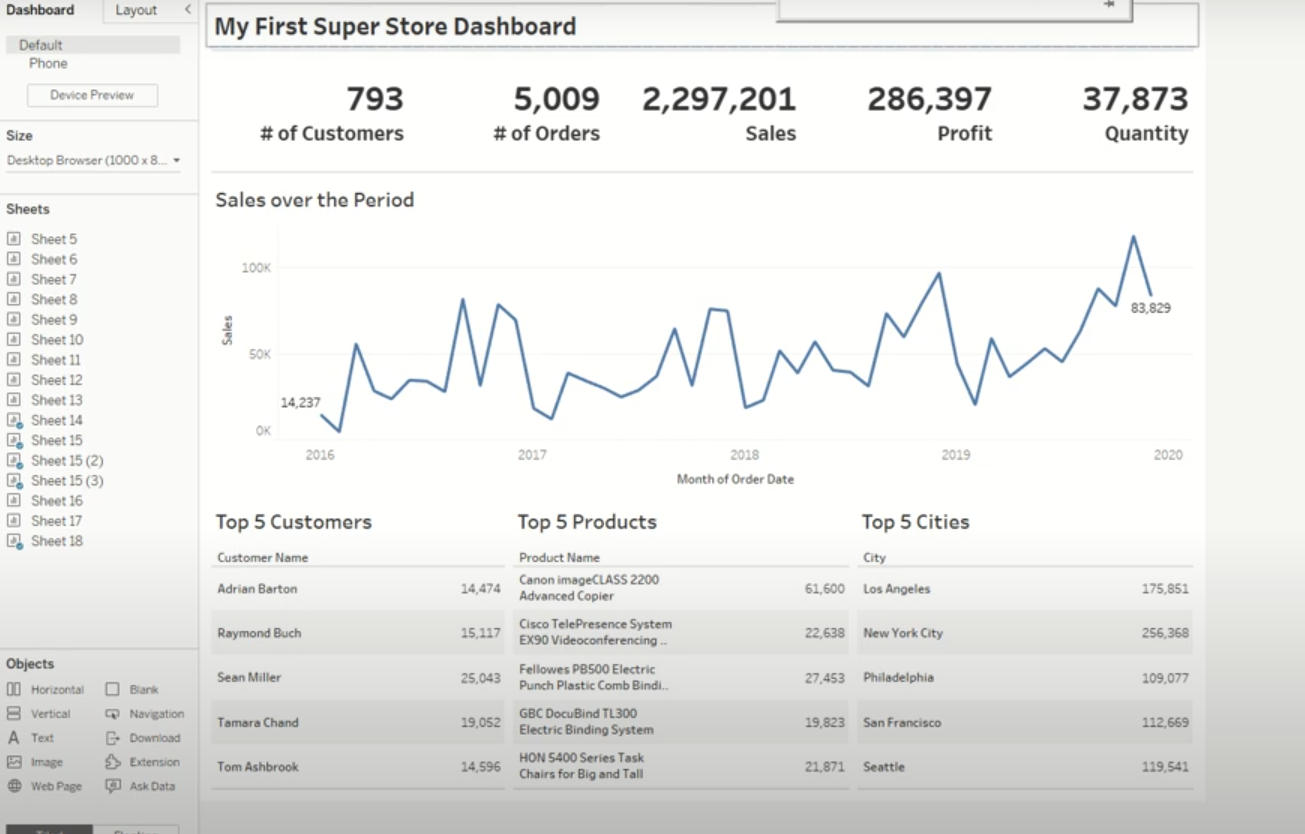 Dashboard
Layout
Default
Phone
Device Preview
Size
Desktop Browser (1000 x 8...
Sheets
Sheet 5
Sheet 6
Sheet 7
Sheet 8
Sheet 9
Sheet 10
Sheet 11
Sheet 12
Sheet 13
Sheet 14
Sheet 15
Sheet 15 (2)
Sheet 15 (3)
Sheet 16
Sheet 17
Sheet 18
Objects
Horizontal Blank
Vertical Navigation
A Text Download
Image Extension
Web Page Ask Data
My First Super Store Dashboard
793 5,009 2,297,201 286,397 37,873
# of Customers # of Orders Sales Profit Quantity
Sales over the Period
100K
50K
0K
Sales
14,237
83,829
2016 2017 2018 2019 2020
Month of Order Date
Top 5 Customers
Customer Name
Adrian Barton 14,474
Raymond Buch 15,117
Sean Miller 25,043
Tamara Chand 19,052
Tom Ashbrook 14,596
Top 5 Products
Product Name
Canon imageCLASS 2200
Advanced Copier 61,600
Cisco TelePresence System
EX90 Videoconferencing .. 22,638
Fellowes PB500 Electric
Punch Plastic Comb Bindi.. 27,453
GBC DocuBind TL300
Electric Binding System 19,823
HON 5400 Series Task
Chairs for Big and Tall 21,871
Top 5 Cities
City
Los Angeles 175,851
New York City 256,368
Philadelphia 109,077
San Francisco 112,669
Seattle 119,541